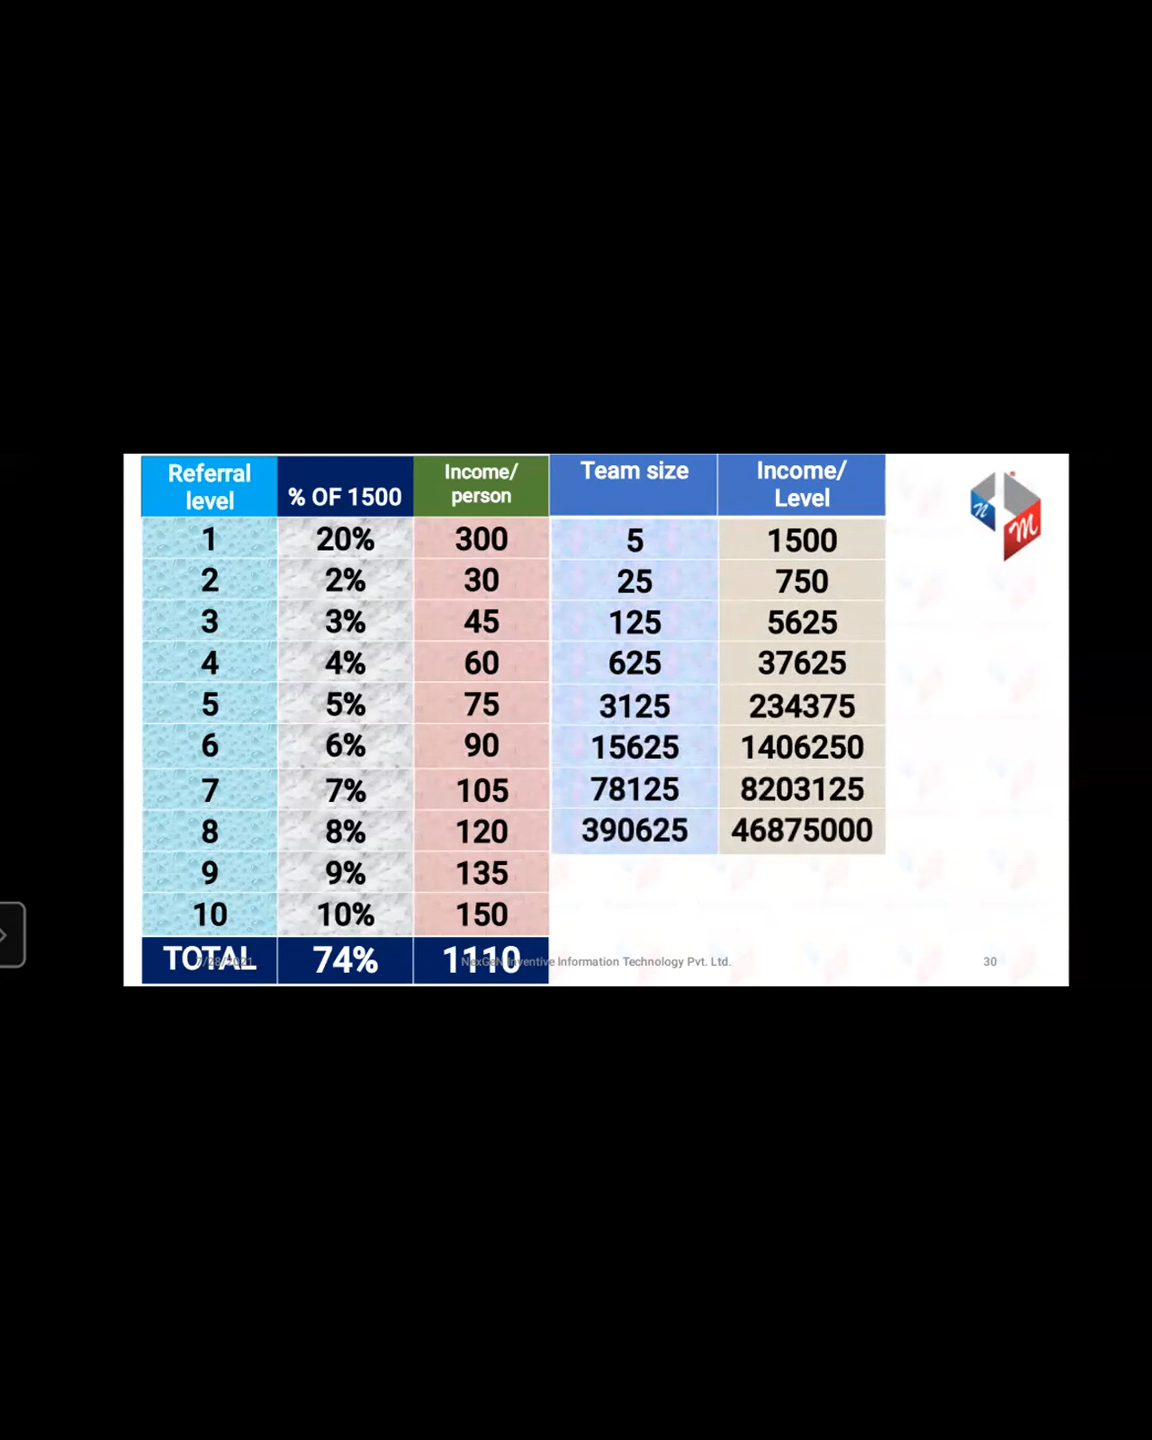 Referral level % OF 1500 Income/ person Team size Income/ Level
1 20% 300 5 1500
2 2% 30 25 750
3 3% 45 125 5625
4 4% 60 625 37625
5 5% 75 3125 234375
6 6% 90 15625 1406250
7 7% 105 78125 8203125
8 8% 120 390625 46875000
9 9% 135
10 10% 150
TOTAL 74% 1110
Information Technology Pvt. Ltd. 30
n m